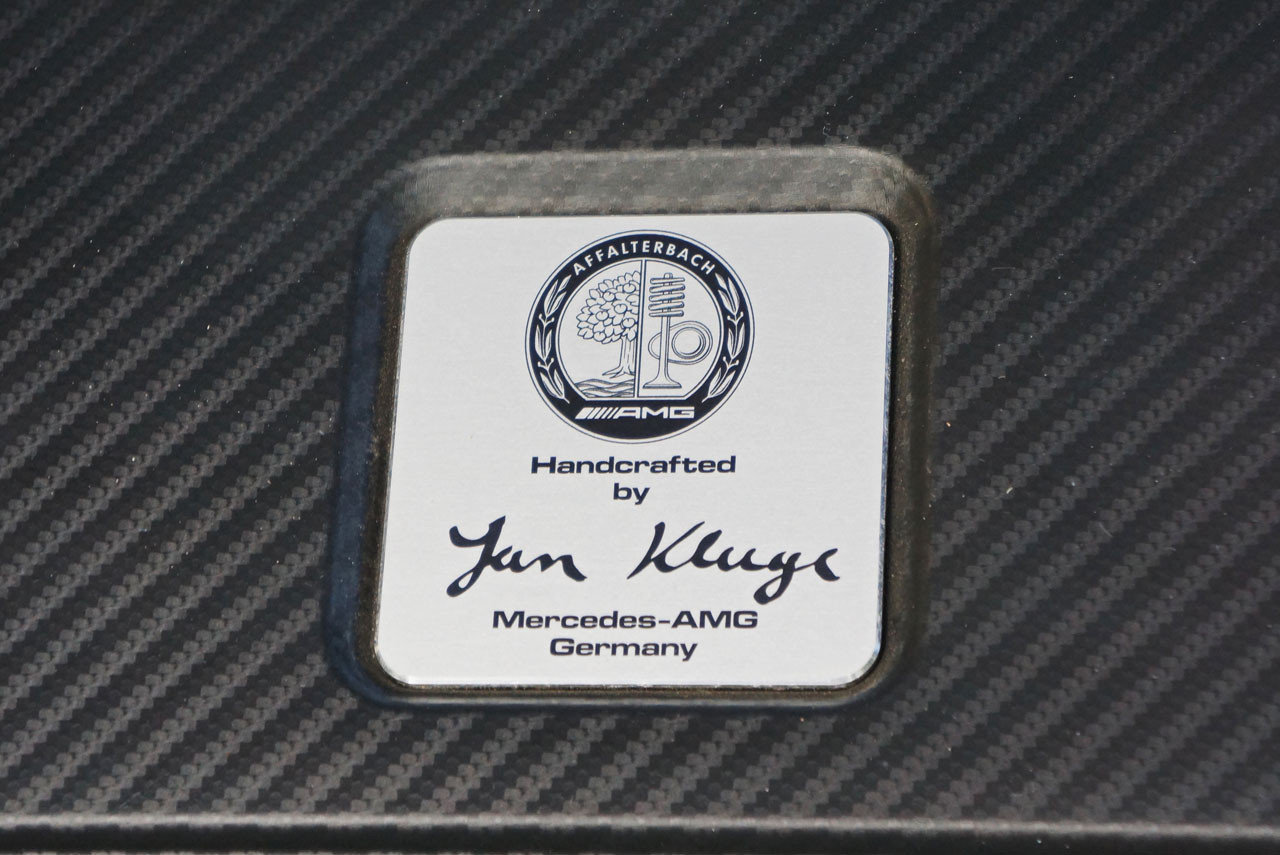 AFFALTERBACH
AMG
Handcrafted
by
Jan Kluge
Mercedes-AMG
Germany